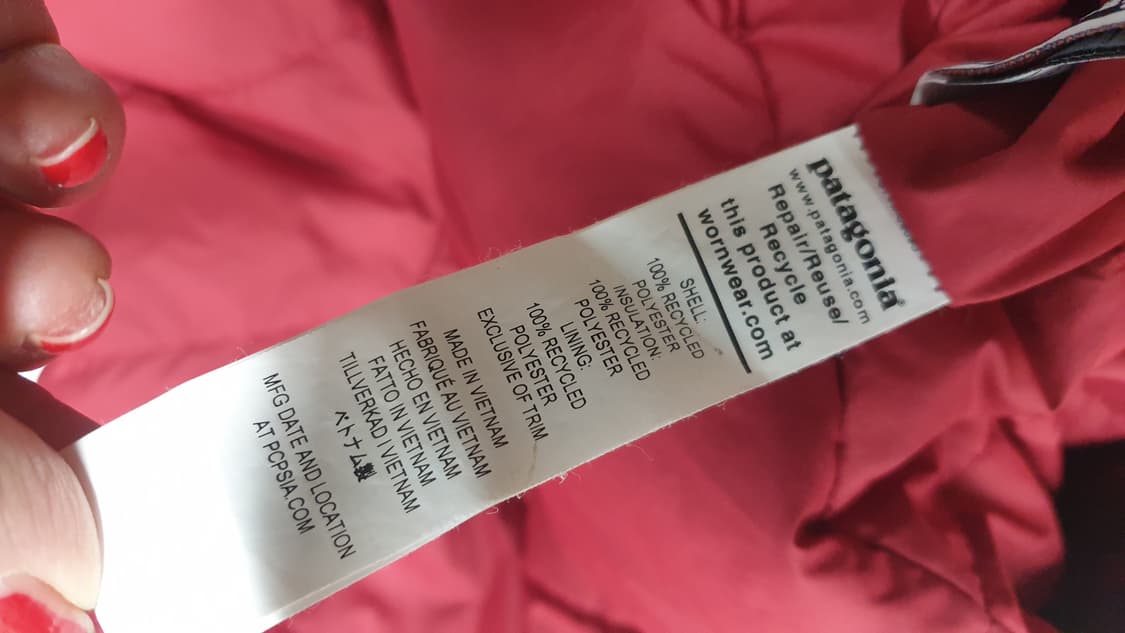 patagonia®
www.patagonia.com
Repair/Reuse/
Recycle
this product at
wornwear.com
SHELL:
100% RECYCLED
POLYESTER
INSULATION:
100% RECYCLED
POLYESTER
LINING:
100% RECYCLED
POLYESTER
EXCLUSIVE OF TRIM
MADE IN VIETNAM
FABRIQUÉ AU VIETNAM
HECHO EN VIETNAM
FATTO IN VIETNAM
TILLVERKAD I VIETNAM
ベトナム製
MFG DATE AND LOCATION
AT PCPSIA.COM